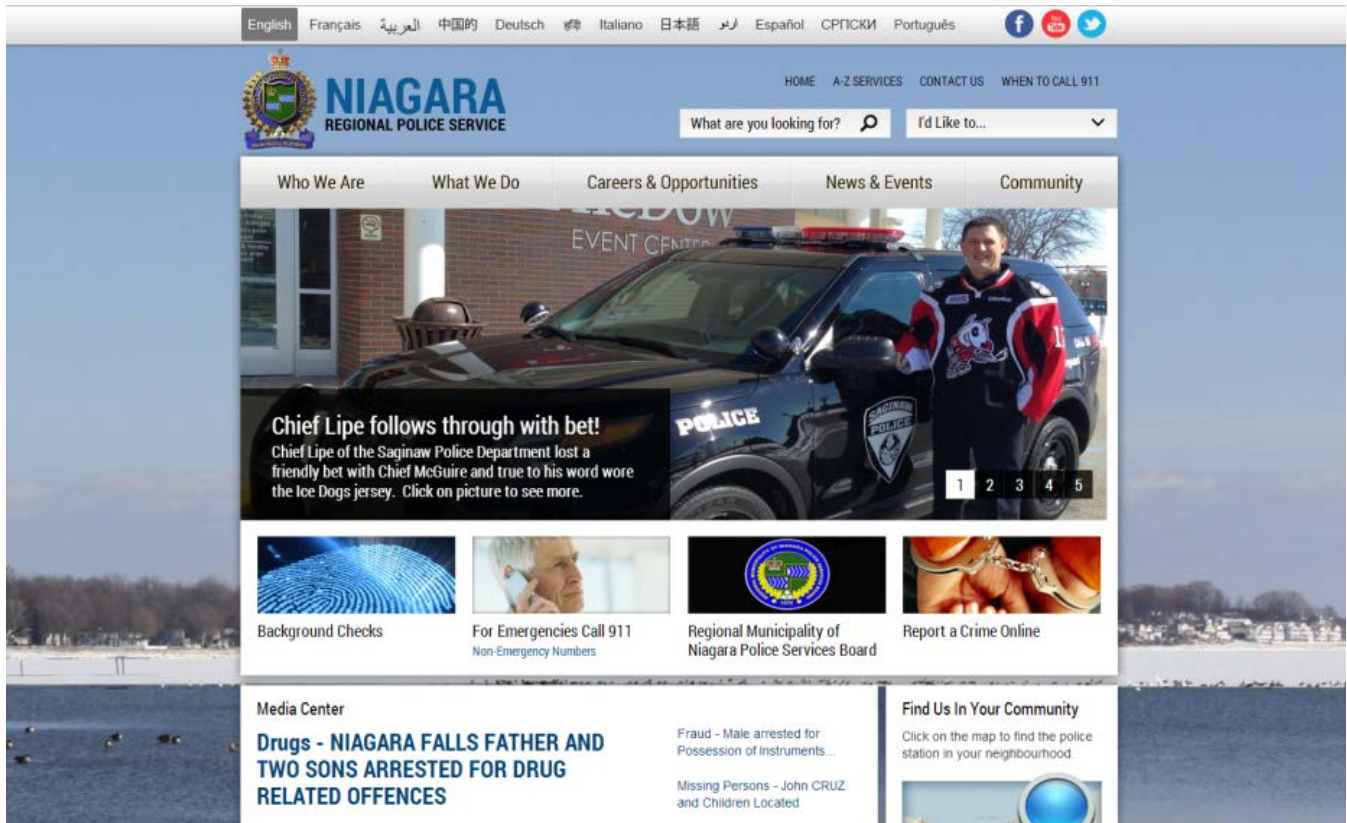 English Français العربية 中国的 Deutsch Italiano 日本語 اردو Español СРПСКИ Português
You Tube
HOME A-Z SERVICES CONTACT US WHEN TO CALL 911
NIAGARA
REGIONAL POLICE SERVICE
What are you looking for? I'd Like to...
Who We Are What We Do Careers & Opportunities News & Events Community
EVENT CENTER
POLICE
SAGINAW
POLICE
Chief Lipe follows through with bet!
Chief Lipe of the Saginaw Police Department lost a
friendly bet with Chief McGuire and true to his word wore
the Ice Dogs jersey. Click on picture to see more.
1 2 3 4 5
Background Checks
For Emergencies Call 911
Non-Emergency Numbers
Regional Municipality of
Niagara Police Services Board
Report a Crime Online
Media Center
Drugs - NIAGARA FALLS FATHER AND
TWO SONS ARRESTED FOR DRUG
RELATED OFFENCES
Fraud - Male arrested for
Possession of Instruments...
Missing Persons - John CRUZ
and Children Located
Find Us In Your Community
Click on the map to find the police
station in your neighbourhood.